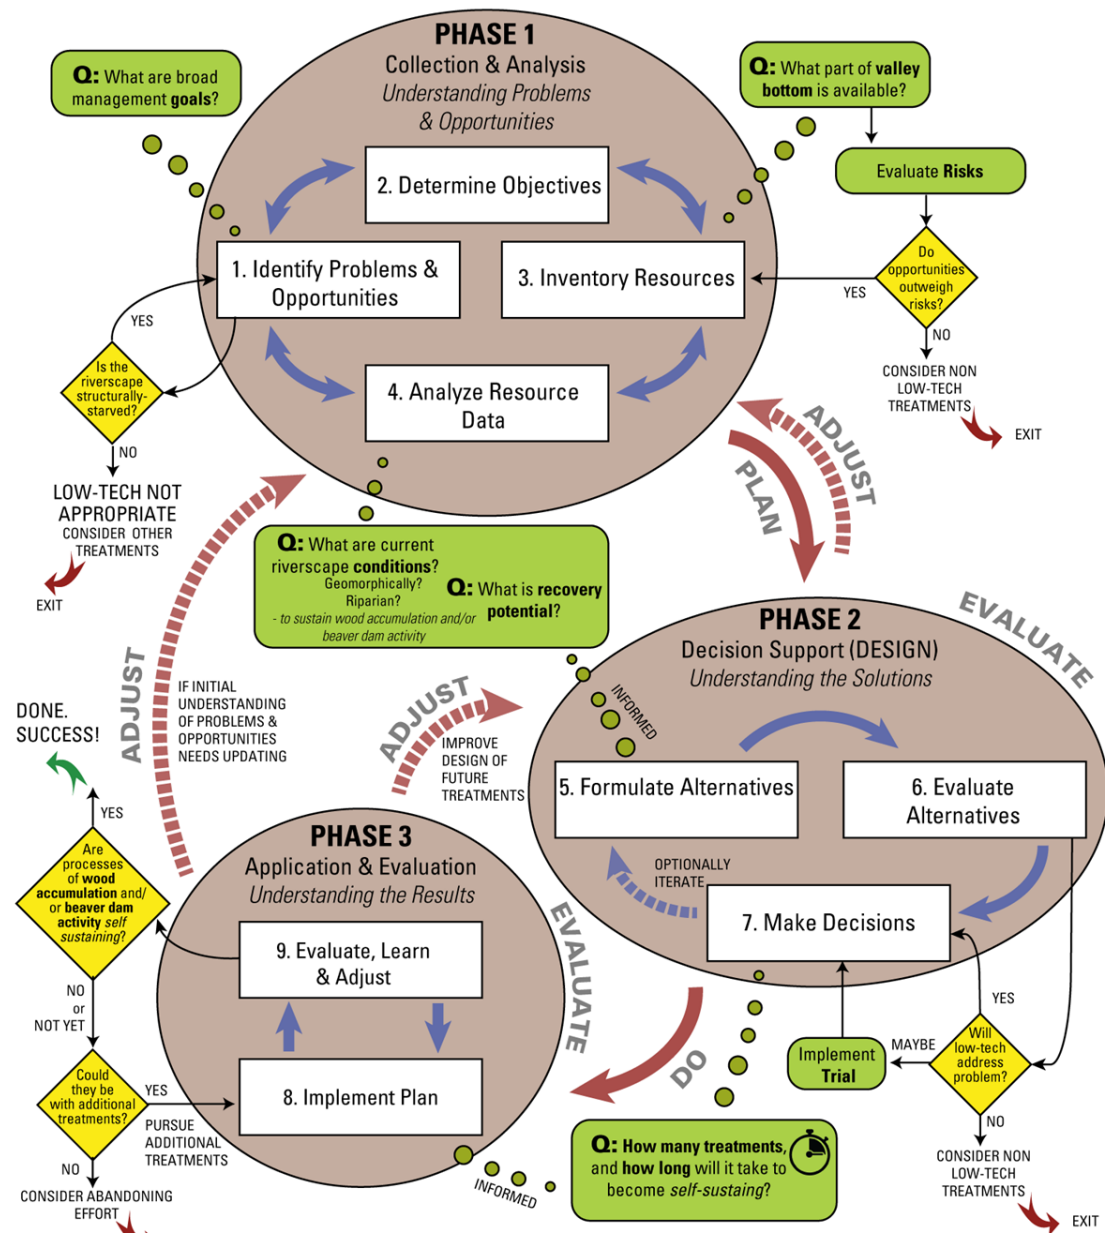 PHASE 1
Collection & Analysis
Understanding Problems
& Opportunities
Q: What are broad
management goals?
Q: What part of valley
bottom is available?
Evaluate Risks
Do
opportunities
outweigh
risks?
YES
NO
CONSIDER NON
LOW-TECH
TREATMENTS
EXIT
2. Determine Objectives
1. Identify Problems &
Opportunities
3. Inventory Resources
4. Analyze Resource
Data
YES
Is the
riverscape
structurally-
starved?
NO
LOW-TECH NOT
APPROPRIATE
CONSIDER OTHER
TREATMENTS
EXIT
Q: What are current
riverscape conditions?
Geomorphically?
Riparian?
- to sustain wood accumulation and/or
beaver dam activity
Q: What is recovery
potential?
ADJUST
PLAN
PHASE 2
Decision Support (DESIGN)
Understanding the Solutions
EVALUATE
INFORMED
5. Formulate Alternatives
6. Evaluate
Alternatives
OPTIONALLY
ITERATE
7. Make Decisions
YES
Will
low-tech
address
problem?
MAYBE
Implement
Trial
NO
CONSIDER NON
LOW-TECH
TREATMENTS
EXIT
ADJUST
IF INITIAL
UNDERSTANDING
OF PROBLEMS &
OPPORTUNITIES
NEEDS UPDATING
ADJUST
IMPROVE
DESIGN OF
FUTURE
TREATMENTS
DONE.
SUCCESS!
YES
Are
processes
of wood
accumulation and/
or beaver dam
activity self
sustaining?
NO
or
NOT YET
Could
they be
with additional
treatments?
YES
PURSUE
ADDITIONAL
TREATMENTS
NO
CONSIDER ABANDONING
EFFORT
PHASE 3
Application & Evaluation
Understanding the Results
9. Evaluate, Learn
& Adjust
8. Implement Plan
EVALUATE
DO
INFORMED
Q: How many treatments,
and how long will it take to
become self-sustaing?